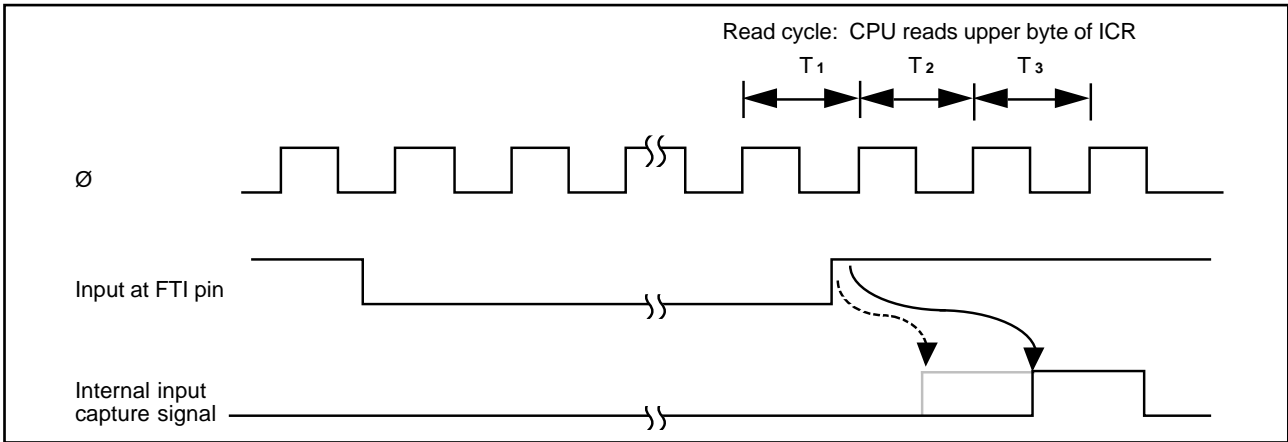 Read cycle: CPU reads upper byte of ICR
T1 T2 T3
Ø
Input at FTI pin
Internal input
capture signal